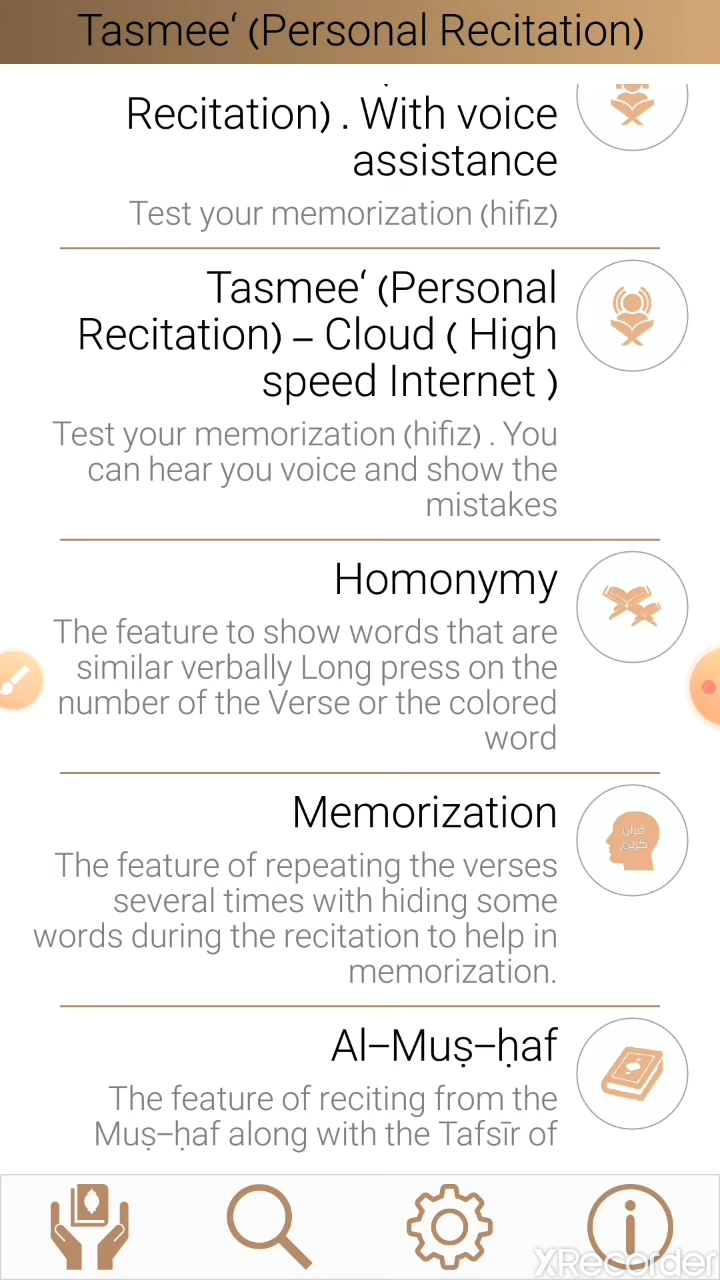 Tasmee‘ (Personal Recitation)
Recitation) . With voice
assistance
Test your memorization (hifiz)
Tasmee‘ (Personal
Recitation) – Cloud ( High
speed Internet )
Test your memorization (hifiz) . You
can hear you voice and show the
mistakes
Homonymy
The feature to show words that are
similar verbally Long press on the
number of the Verse or the colored
word
Memorization
قرآن
كريم
The feature of repeating the verses
several times with hiding some
words during the recitation to help in
memorization.
Al–Muṣ–ḥaf
The feature of reciting from the
Muṣ–ḥaf along with the Tafsīr of
XRecorder